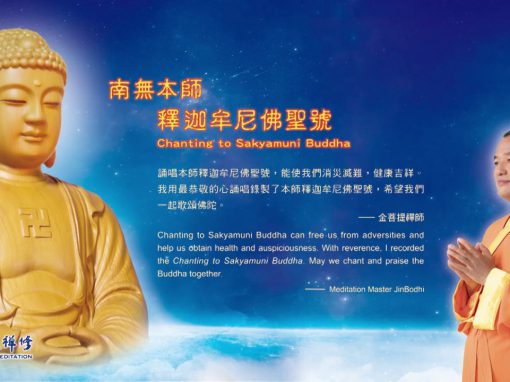 南無本師
釋迦牟尼佛聖號
Chanting to Sakyamuni Buddha
誦唱本師釋迦牟尼佛聖號，能使我們消災滅難，健康吉祥。
我用最恭敬的心誦唱錄製了本師釋迦牟尼佛聖號，希望我們
一起歌頌佛陀。
—— 金菩提禪師
Chanting to Sakyamuni Buddha can free us from adversities and
help us obtain health and auspiciousness. With reverence, I recorded
the Chanting to Sakyamuni Buddha. May we chant and praise the
Buddha together.
—— Meditation Master JinBodhi
禪修
EDITATION